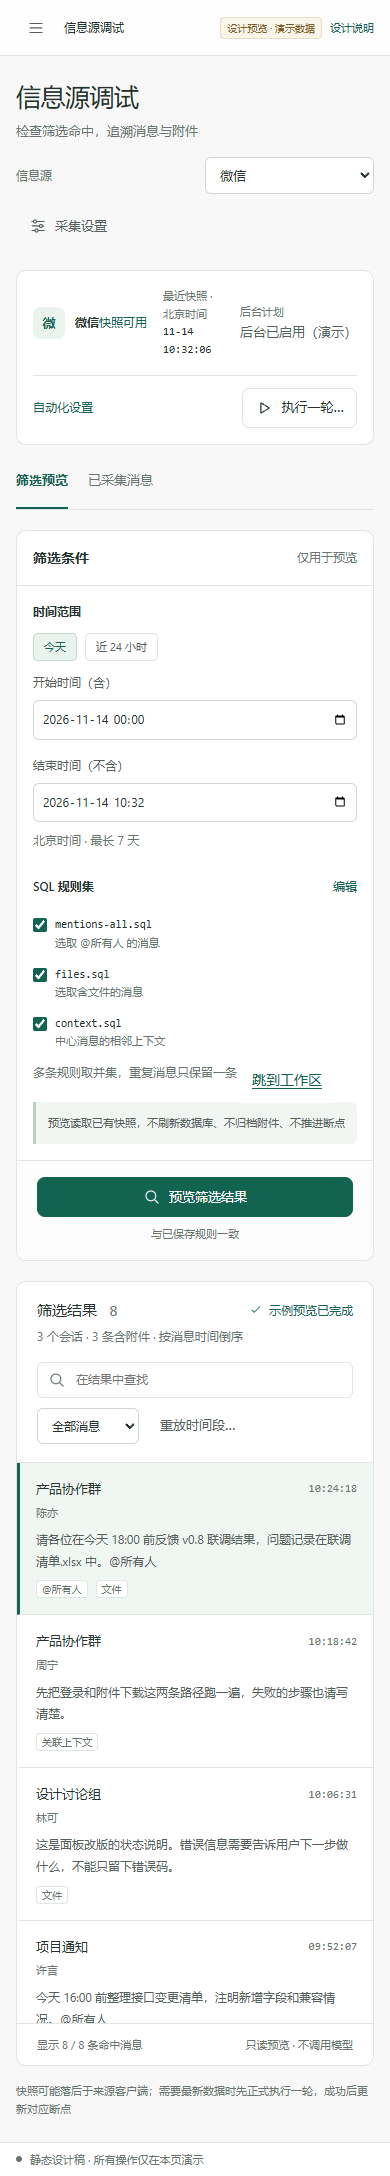 信息源调试
设计预览 · 演示数据
设计说明
信息源调试
检查筛选命中，追溯消息与附件
信息源
微信
采集设置
微
微信快照可用
最近快照 ·
北京时间
11-14
10:32:06
后台计划
后台已启用（演示）
自动化设置
执行一轮...
筛选预览
已采集消息
筛选条件
仅用于预览
时间范围
今天
近 24 小时
开始时间（含）
2026-11-14 00:00
结束时间（不含）
2026-11-14 10:32
北京时间 · 最长 7 天
SQL 规则集
编辑
mentions-all.sql
选取 @所有人 的消息
files.sql
选取含文件的消息
context.sql
中心消息的相邻上下文
多条规则取并集，重复消息只保留一条
跳到工作区
预览读取已有快照，不刷新数据库、不归档附件、不推进断点
预览筛选结果
与已保存规则一致
筛选结果 8
示例预览已完成
3 个会话 · 3 条含附件 · 按消息时间倒序
在结果中查找
全部消息
重放时间段...
产品协作群
10:24:18
陈亦
请各位在今天 18:00 前反馈 v0.8 联调结果，问题记录在联调
清单.xlsx 中。@所有人
@所有人
文件
产品协作群
10:18:42
周宁
先把登录和附件下载这两条路径跑一遍，失败的步骤也请写
清楚。
关联上下文
设计讨论组
10:06:31
林可
这是面板改版的状态说明。错误信息需要告诉用户下一步做
什么，不能只留下错误码。
文件
项目通知
09:52:07
许言
今天 16:00 前整理接口变更清单，注明新增字段和兼容情
况。@所有人
显示 8 / 8 条命中消息
只读预览 · 不调用模型
快照可能落后于来源客户端；需要最新数据时先正式执行一轮，成功后更
新对应断点
静态设计稿 · 所有操作仅在本页演示